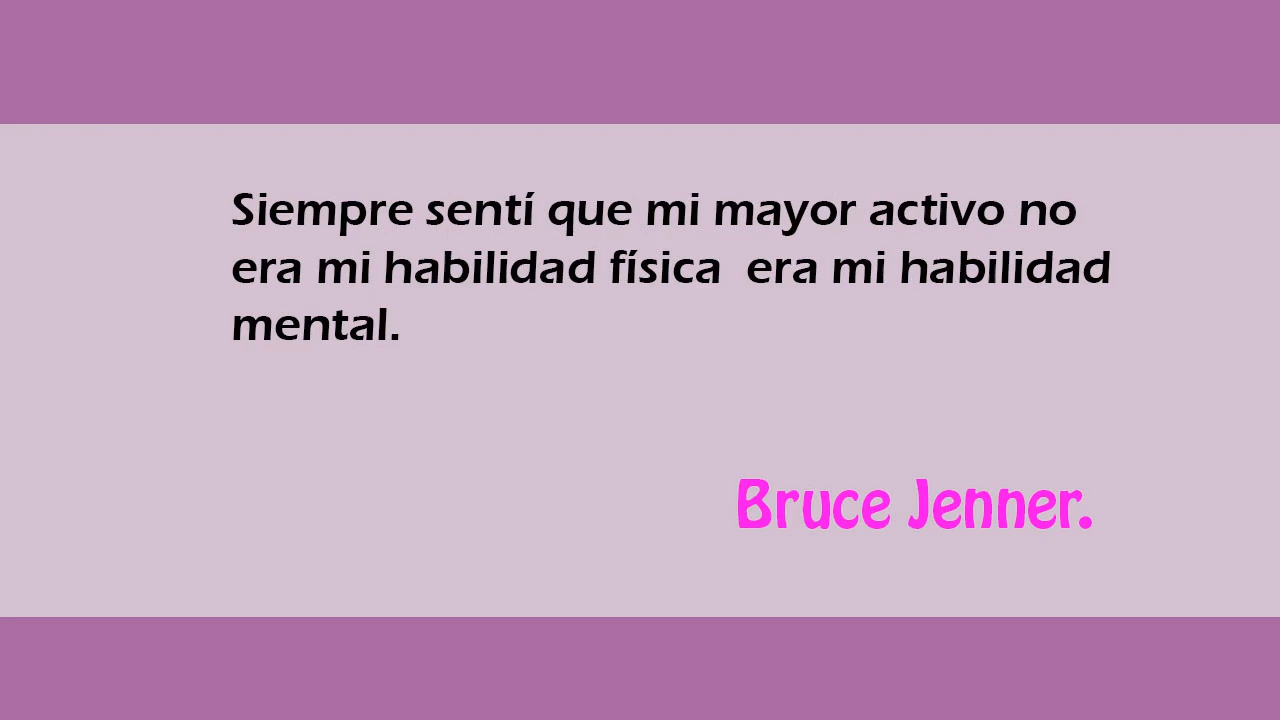 Siempre sentí que mi mayor activo no
era mi habilidad física  era mi habilidad
mental.
Bruce Jenner.